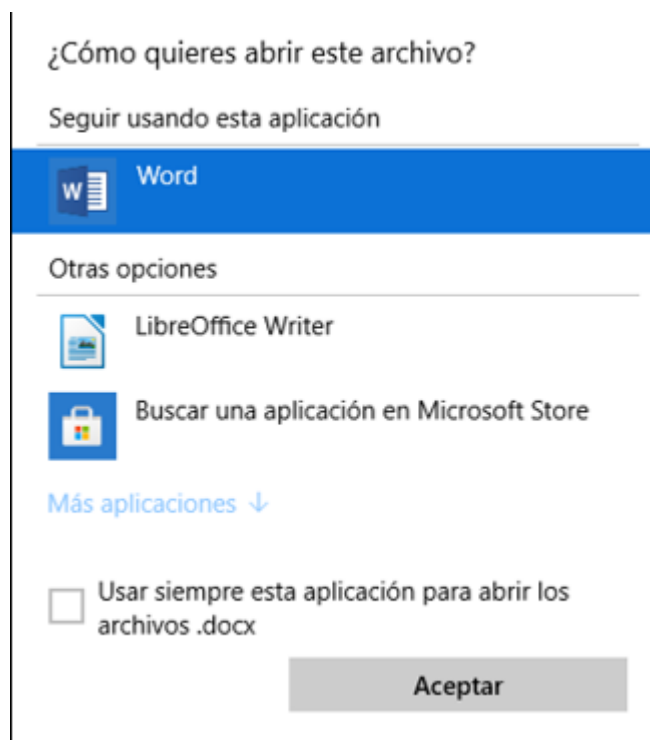 ¿Cómo quieres abrir este archivo?
Seguir usando esta aplicación
Word
Otras opciones
LibreOffice Writer
Buscar una aplicación en Microsoft Store
Más aplicaciones ↓
Usar siempre esta aplicación para abrir los
archivos .docx
Aceptar